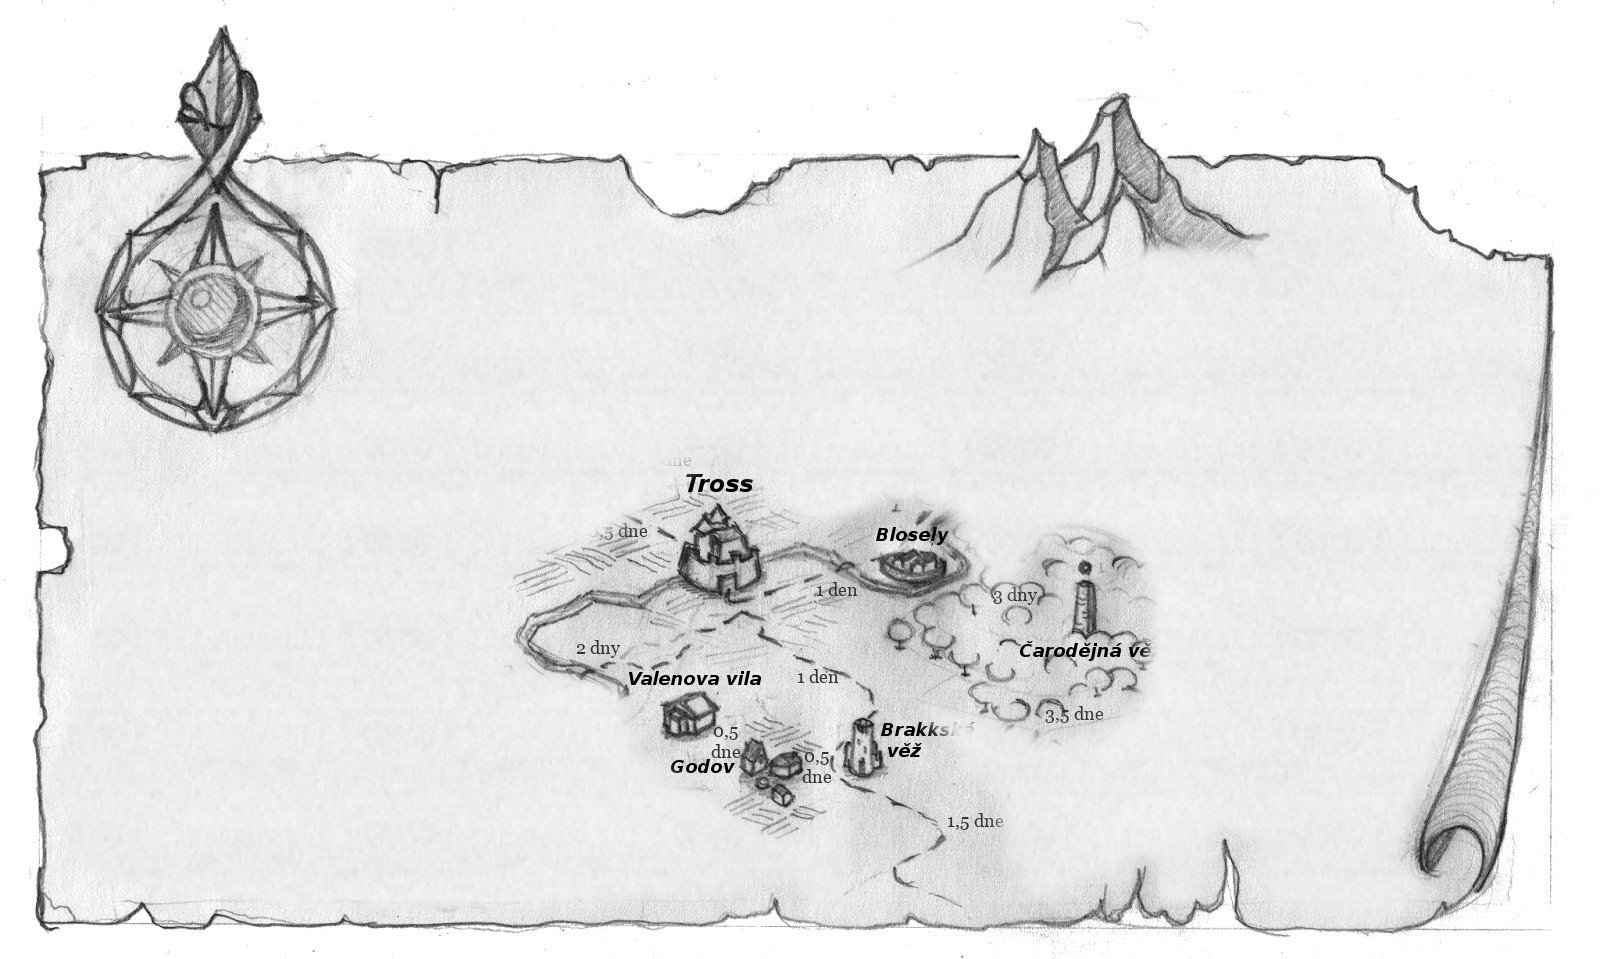 dne
Tross
,5 dne
Blosely
1 den
3 dny
2 dny
Čarodějná vě
Valenova vila
1 den
3,5 dne
0,5
dne
Brakkská
věž
Godov
0,5
dne
1,5 dne